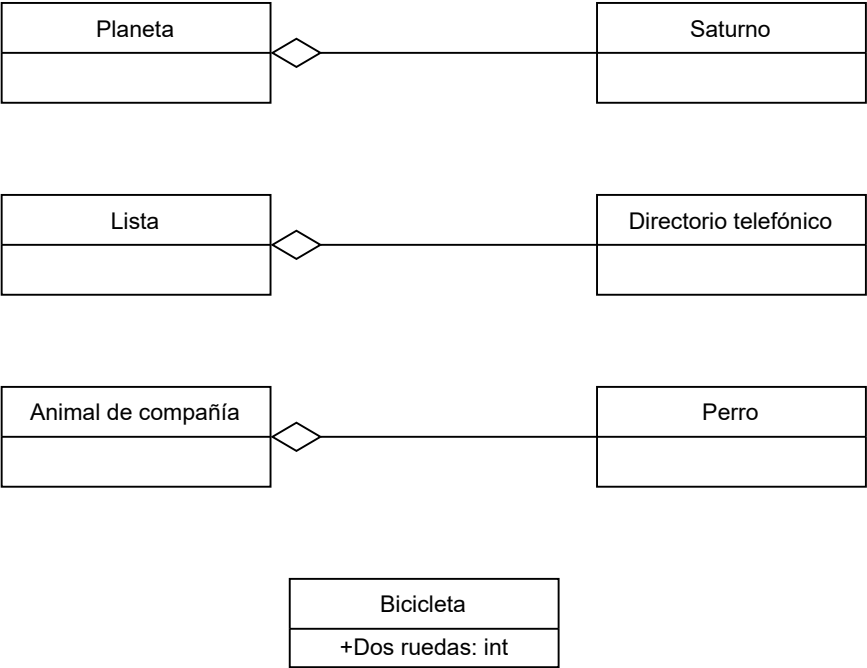 Planeta
Saturno
Lista
Directorio telefónico
Animal de compañía
Perro
Bicicleta
+Dos ruedas: int